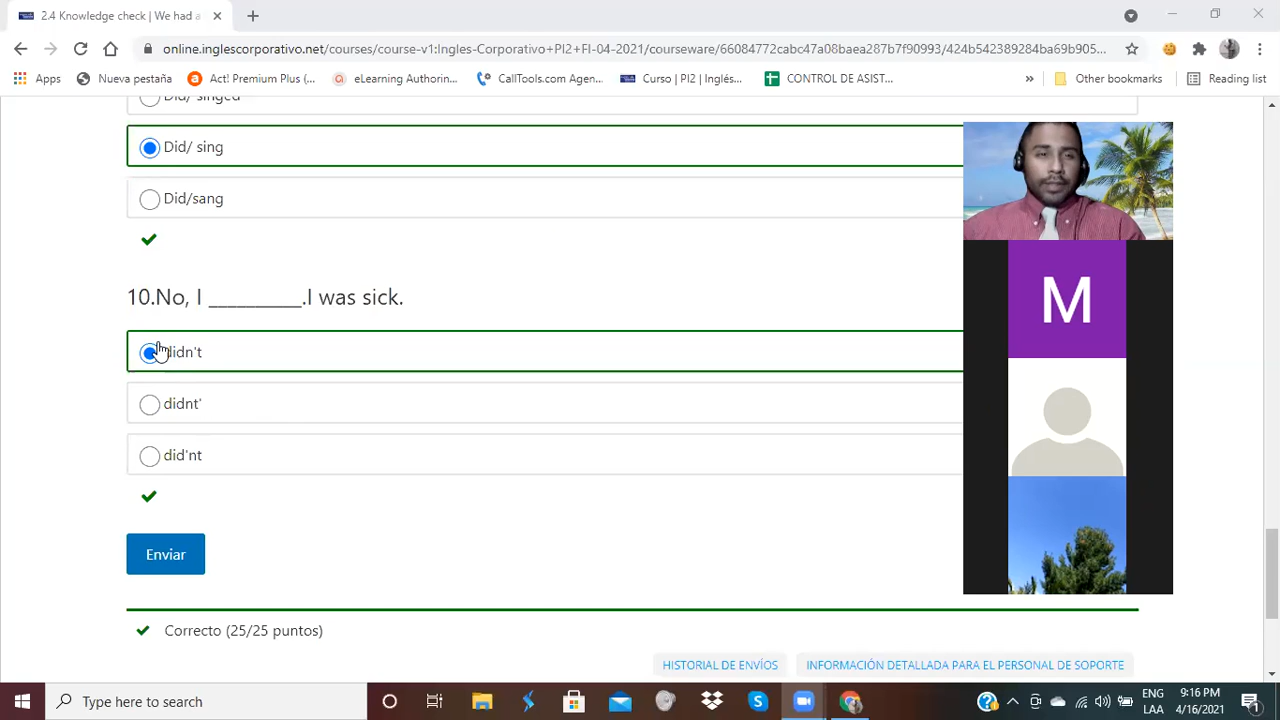 2.4 Knowledge check | We had a
online.inglescorporativo.net/courses/course-v1:Ingles-Corporativo+PI2+FI-04-2021/courseware/66084772cabc47a08baea287b7f90993/424b542389284ba69b905...
Apps
Nueva pestaña
Act! Premium Plus (...
eLearning Authorin...
CallTools.com Agen...
Curso | PI2 | Inglés...
CONTROL DE ASIST...
»
Other bookmarks
Reading list
Did/ singed
Did/ sing
Did/sang
10.No, I __________.I was sick.
didn't
didnt'
did'nt
M
Enviar
Correcto (25/25 puntos)
HISTORIAL DE ENVÍOS
INFORMACIÓN DETALLADA PARA EL PERSONAL DE SOPORTE
Type here to search
ENG
LAA
9:16 PM
4/16/2021
1